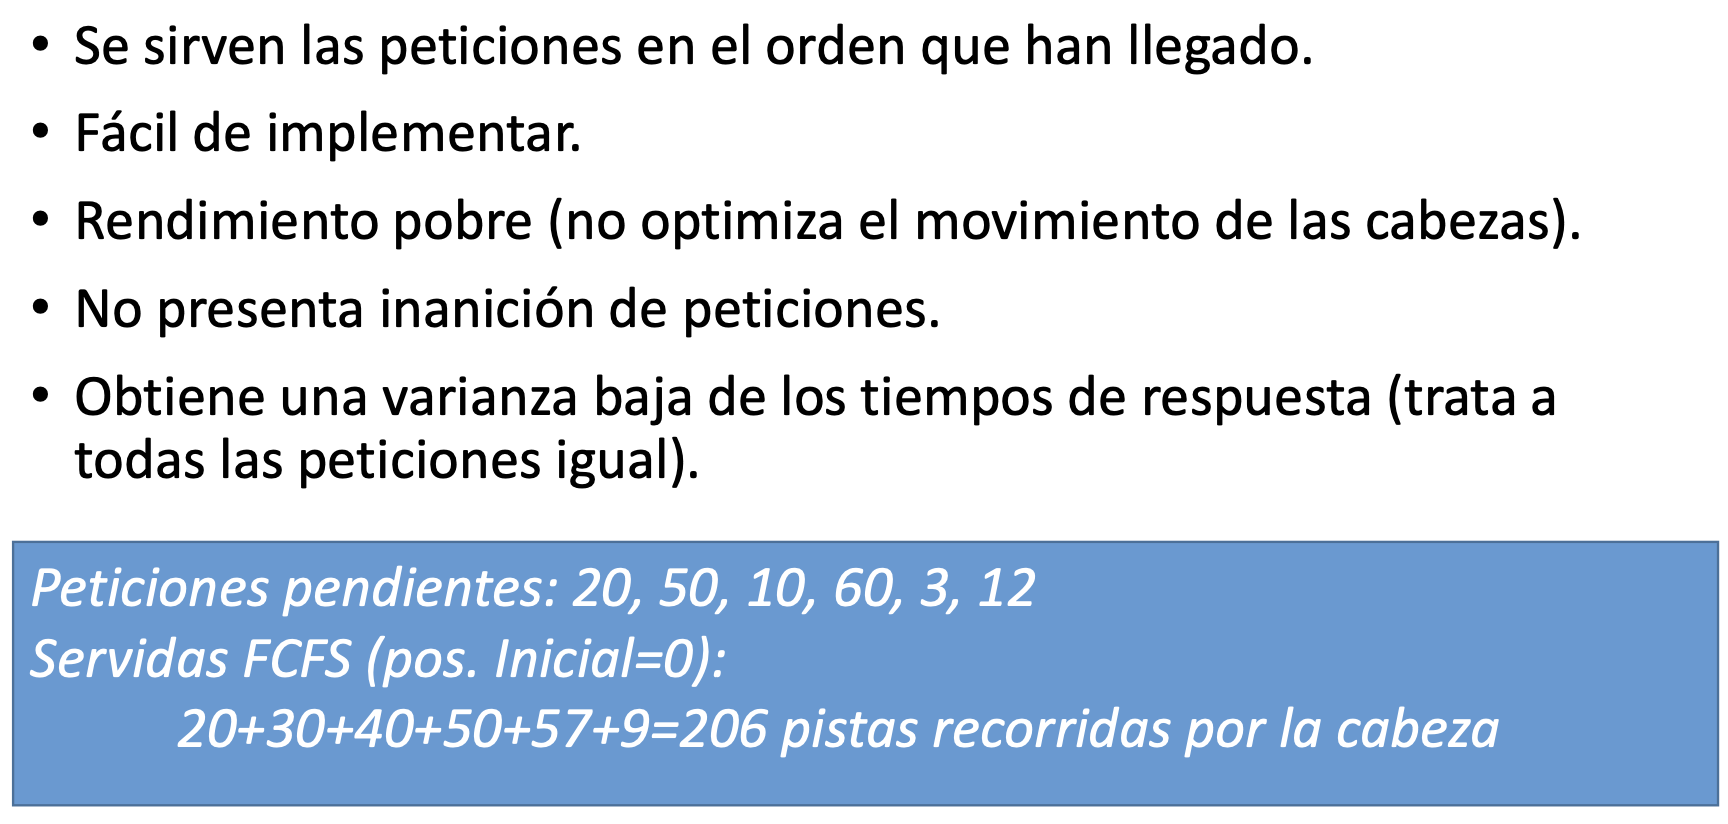 • Se sirven las peticiones en el orden que han llegado.
• Fácil de implementar.
• Rendimiento pobre (no optimiza el movimiento de las cabezas).
• No presenta inanición de peticiones.
• Obtiene una varianza baja de los tiempos de respuesta (trata a
todas las peticiones igual).
Peticiones pendientes: 20, 50, 10, 60, 3, 12
Servidas FCFS (pos. Inicial=0):
20+30+40+50+57+9=206 pistas recorridas por la cabeza